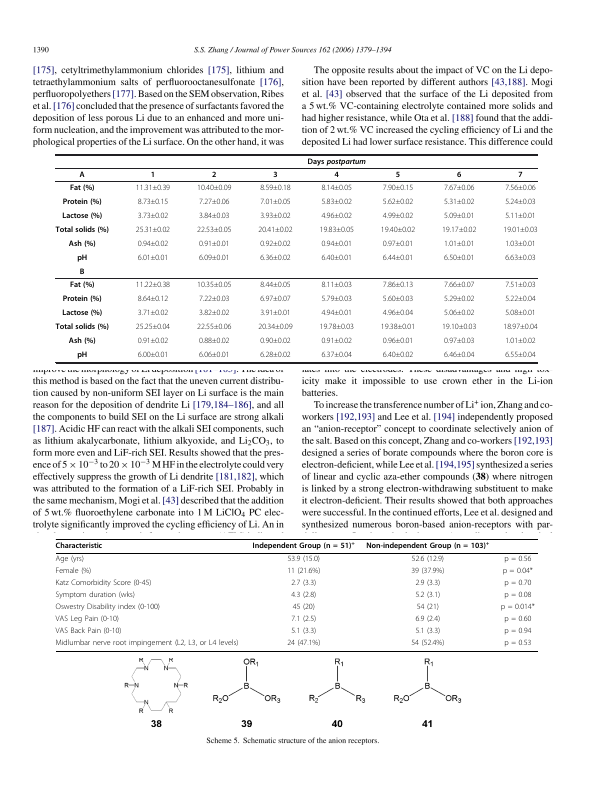 1390
S.S. Zhang / Journal of Power Sources 162 (2006) 1379–1394
[175], cetyltrimethylammonium chlorides [175], lithium and
tetraethylammonium salts of perfluorooctanesulfonate [176],
perfluoropolyethers [177]. Based on the SEM observation, Ribes
et al. [176] concluded that the presence of surfactants favored the
deposition of less porous Li due to an enhanced and more uni-
form nucleation, and the improvement was attributed to the mor-
phological properties of the Li surface. On the other hand, it was
The opposite results about the impact of VC on the Li depo-
sition have been reported by different authors [43,188]. Mogi
et al. [43] observed that the surface of the Li deposited from
a 5 wt.% VC-containing electrolyte contained more solids and
had higher resistance, while Ota et al. [188] found that the addi-
tion of 2 wt.% VC increased the cycling efficiency of Li and the
deposited Li had lower surface resistance. This difference could
Days postpartum
A 1 2 3 4 5 6 7
Fat (%) 11.31±0.39 10.40±0.09 8.59±0.18 8.14±0.05 7.90±0.15 7.67±0.06 7.56±0.06
Protein (%) 8.73±0.15 7.27±0.06 7.01±0.05 5.83±0.02 5.62±0.02 5.31±0.02 5.24±0.03
Lactose (%) 3.73±0.02 3.84±0.03 3.93±0.02 4.96±0.02 4.99±0.02 5.09±0.01 5.11±0.01
Total solids (%) 25.31±0.02 22.53±0.05 20.41±0.02 19.83±0.05 19.40±0.02 19.17±0.02 19.01±0.03
Ash (%) 0.94±0.02 0.91±0.01 0.92±0.02 0.94±0.01 0.97±0.01 1.01±0.01 1.03±0.01
pH 6.01±0.01 6.09±0.01 6.36±0.02 6.40±0.01 6.44±0.01 6.50±0.01 6.63±0.03
B
Fat (%) 11.22±0.38 10.35±0.05 8.44±0.05 8.11±0.03 7.86±0.13 7.66±0.07 7.51±0.03
Protein (%) 8.64±0.12 7.22±0.03 6.97±0.07 5.79±0.03 5.60±0.03 5.29±0.02 5.22±0.04
Lactose (%) 3.71±0.02 3.82±0.02 3.91±0.01 4.94±0.01 4.96±0.04 5.06±0.02 5.08±0.01
Total solids (%) 25.25±0.04 22.55±0.06 20.34±0.09 19.78±0.03 19.38±0.01 19.10±0.03 18.97±0.04
Ash (%) 0.91±0.02 0.88±0.02 0.90±0.02 0.91±0.02 0.96±0.01 0.97±0.03 1.01±0.02
pH 6.00±0.01 6.06±0.01 6.28±0.02 6.37±0.04 6.40±0.02 6.46±0.04 6.55±0.04
this method is based on the fact that the uneven current distribu-
tion caused by non-uniform SEI layer on Li surface is the main
reason for the deposition of dendrite Li [179,184–186], and all
the components to build SEI on the Li surface are strong alkali
[187]. Acidic HF can react with the alkali SEI components, such
as lithium akalycarbonate, lithium alkyoxide, and Li2CO3, to
form more even and LiF-rich SEI. Results showed that the pres-
ence of 5 × 10−3 to 20 × 10−3 M HF in the electrolyte could very
effectively suppress the growth of Li dendrite [181,182], which
was attributed to the formation of a LiF-rich SEI. Probably in
the same mechanism, Mogi et al. [43] described that the addition
of 5 wt.% fluoroethylene carbonate into 1 M LiClO4 PC elec-
trolyte significantly improved the cycling efficiency of Li. An in
icity make it impossible to use crown ether in the Li-ion
batteries.
To increase the transference number of Li+ ion, Zhang and co-
workers [192,193] and Lee et al. [194] independently proposed
an “anion-receptor” concept to coordinate selectively anion of
the salt. Based on this concept, Zhang and co-workers [192,193]
designed a series of borate compounds where the boron core is
electron-deficient, while Lee et al. [194,195] synthesized a series
of linear and cyclic aza-ether compounds (38) where nitrogen
is linked by a strong electron-withdrawing substituent to make
it electron-deficient. Their results showed that both approaches
were successful. In the continued efforts, Lee et al. designed and
synthesized numerous boron-based anion-receptors with par-
Characteristic Independent Group (n = 51)+ Non-independent Group (n = 103)+
Age (yrs) 53.9 (15.0) 52.6 (12.9) p = 0.56
Female (%) 11 (21.6%) 39 (37.9%) p = 0.04*
Katz Comorbidity Score (0-45) 2.7 (3.3) 2.9 (3.3) p = 0.70
Symptom duration (wks) 4.3 (2.8) 5.2 (3.1) p = 0.08
Oswestry Disability index (0-100) 45 (20) 54 (21) p = 0.014*
VAS Leg Pain (0-10) 7.1 (2.5) 6.9 (2.4) p = 0.60
VAS Back Pain (0-10) 5.1 (3.3) 5.1 (3.3) p = 0.94
Midlumbar nerve root impingement (L2, L3, or L4 levels) 24 (47.1%) 54 (52.4%) p = 0.53
R R OR1 R1 R1
N N
R–N N–R B B B
N N R2O OR3 R2 R3 R2O OR3
R R
38 39 40 41
Scheme 5. Schematic structure of the anion receptors.